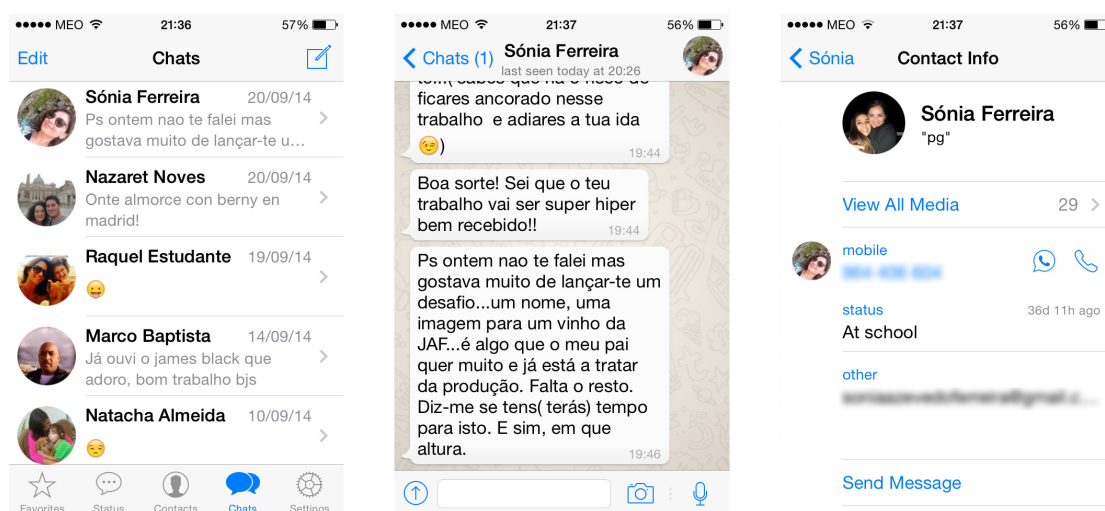 MEO 21:36 57%
Edit Chats
Sónia Ferreira 20/09/14
Ps ontem nao te falei mas
gostava muito de lançar-te u...
Nazaret Noves 20/09/14
Onte almorce con berny en
madrid!
Raquel Estudante 19/09/14
Marco Baptista 14/09/14
Já ouvi o james black que
adoro, bom trabalho bjs
Natacha Almeida 10/09/14
Favorites Status Contacts Chats Settings
MEO 21:37 56%
Chats (1) Sónia Ferreira
last seen today at 20:26
ficares ancorado nesse
trabalho e adiares a tua ida
😉) 19:44
Boa sorte! Sei que o teu
trabalho vai ser super hiper
bem recebido!! 19:44
Ps ontem nao te falei mas
gostava muito de lançar-te um
desafio...um nome, uma
imagem para um vinho da
JAF...é algo que o meu pai
quer muito e já está a tratar
da produção. Falta o resto.
Diz-me se tens( terás) tempo
para isto. E sim, em que
altura. 19:46
MEO 21:37 56%
Sónia Contact Info
Sónia Ferreira
"pg"
View All Media 29
mobile
status 36d 11h ago
At school
other
Send Message